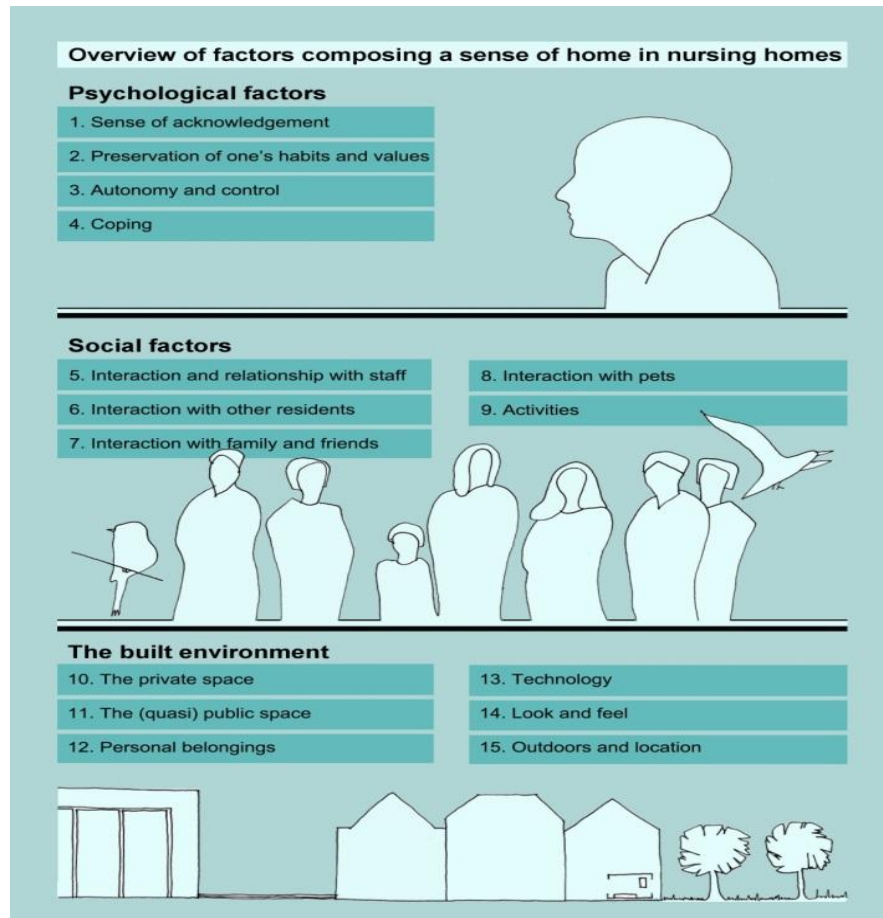 Overview of factors composing a sense of home in nursing homes
Psychological factors
1. Sense of acknowledgement
2. Preservation of one's habits and values
3. Autonomy and control
4. Coping
Social factors
5. Interaction and relationship with staff
6. Interaction with other residents
7. Interaction with family and friends
8. Interaction with pets
9. Activities
The built environment
10. The private space
11. The (quasi) public space
12. Personal belongings
13. Technology
14. Look and feel
15. Outdoors and location